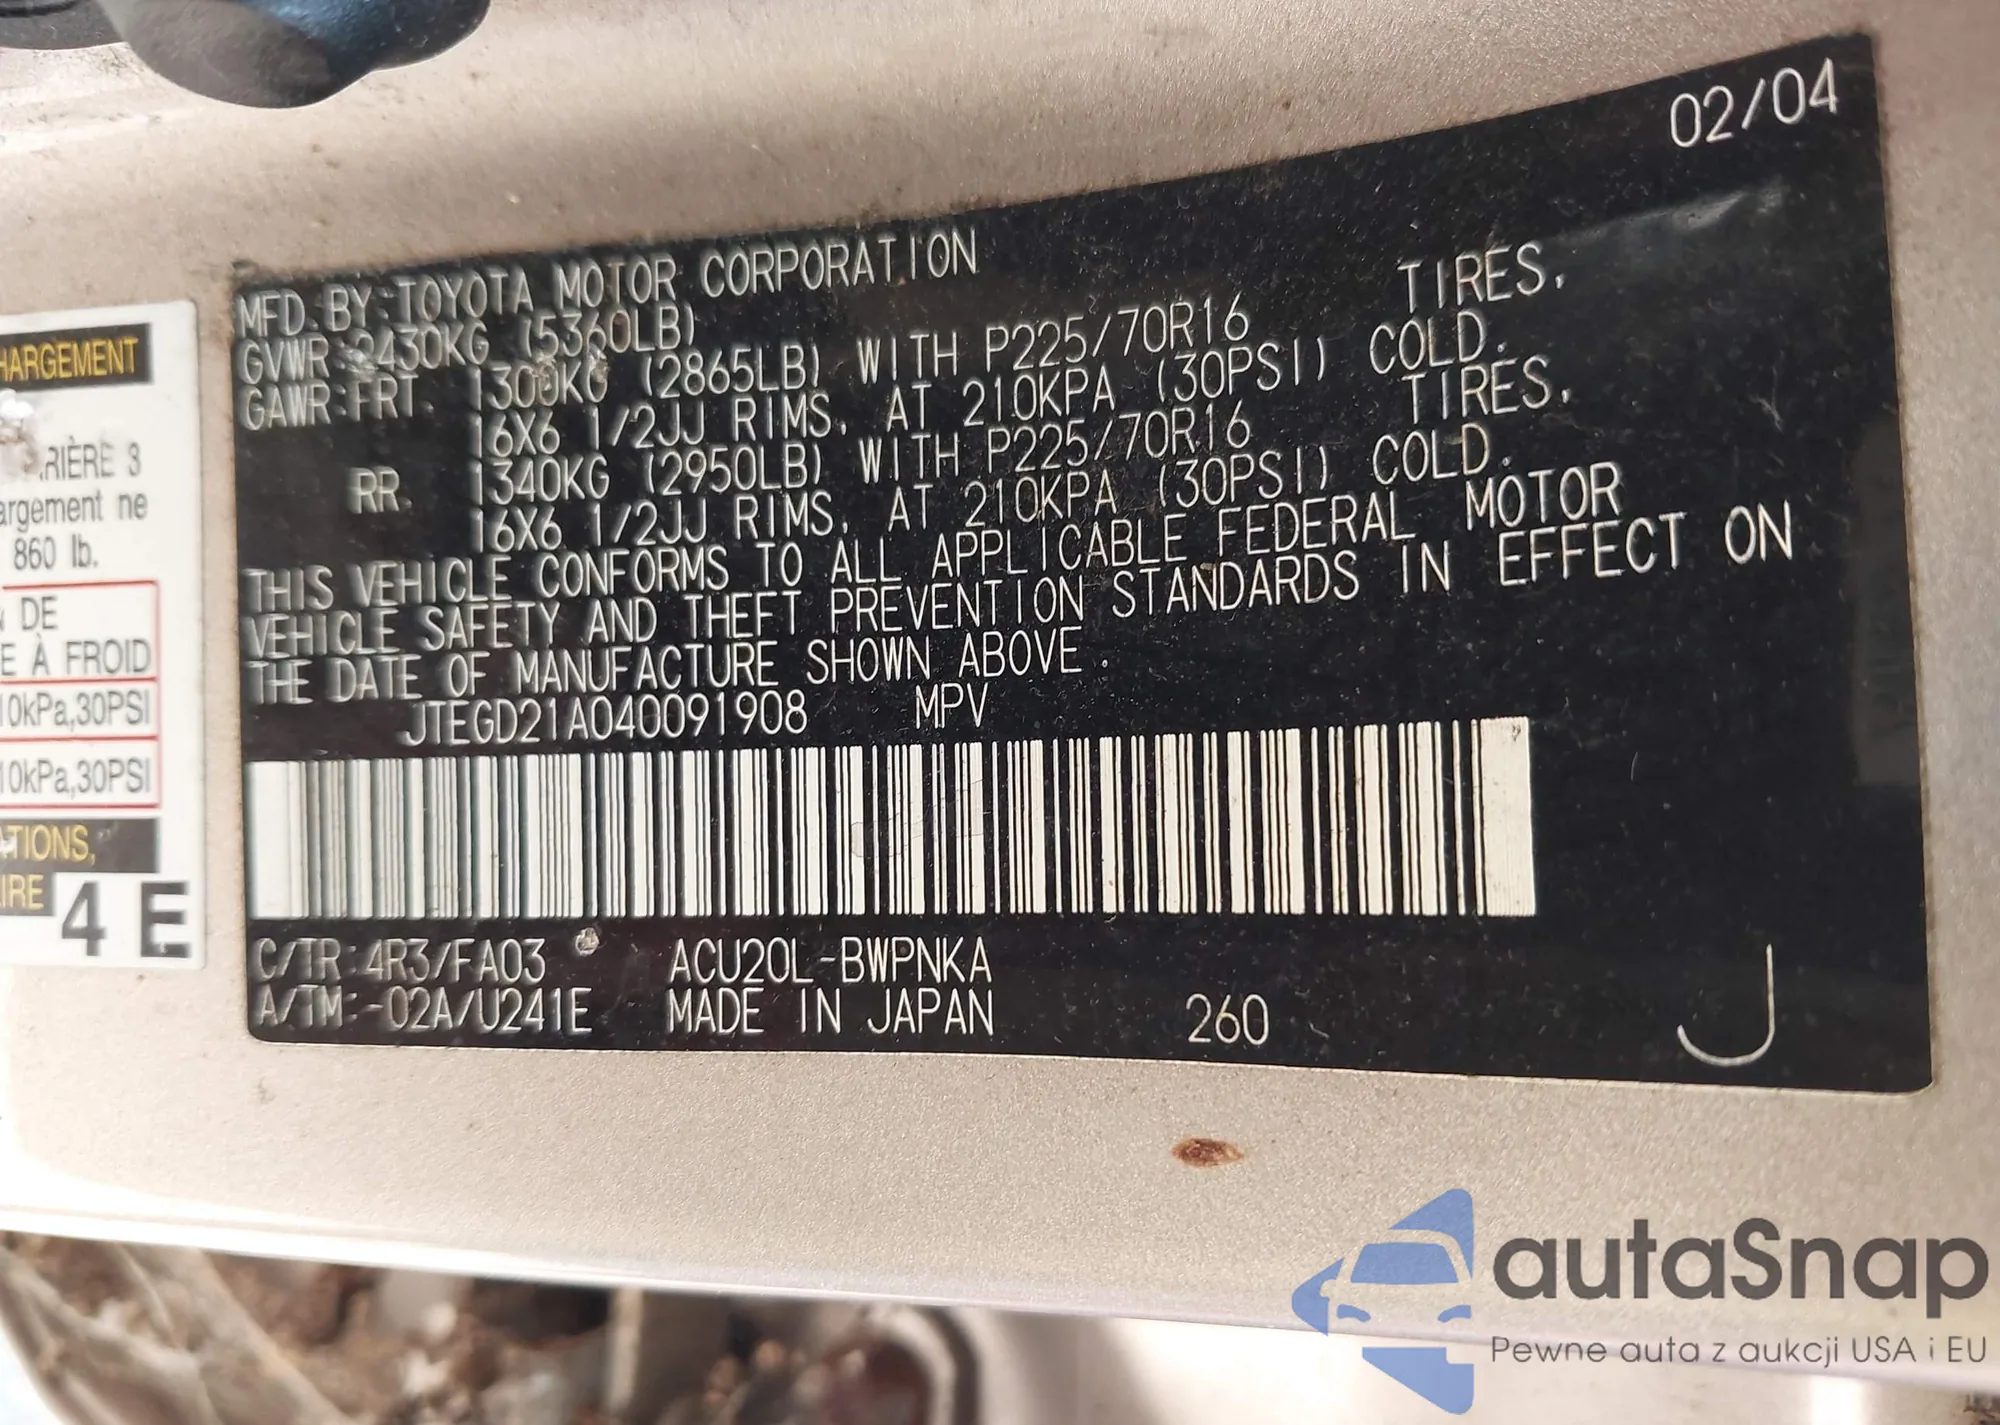 02/04
MFD. BY: TOYOTA MOTOR CORPORATION
GVWR 2430KG (5360LB)
GAWR:FRT. 1300KG (2865LB) WITH P225/70R16 TIRES,
16X6 1/2JJ RIMS, AT 210KPA (30PSI) COLD.
RR. 1340KG (2950LB) WITH P225/70R16 TIRES,
16X6 1/2JJ RIMS, AT 210KPA (30PSI) COLD.
THIS VEHICLE CONFORMS TO ALL APPLICABLE FEDERAL MOTOR
VEHICLE SAFETY AND THEFT PREVENTION STANDARDS IN EFFECT ON
THE DATE OF MANUFACTURE SHOWN ABOVE.
JTEGD21A040091908 MPV
C/TR:4R3/FA03 ACU20L-BWPNKA
A/TM:-02A/U241E MADE IN JAPAN 260
J
HARGEMENT
RIÈRE 3
argement ne
860 lb.
DE
E À FROID
10kPa,30PSI
10kPa,30PSI
ATIONS,
IRE
4 E
autaSnap
Pewne auta z aukcji USA i EU